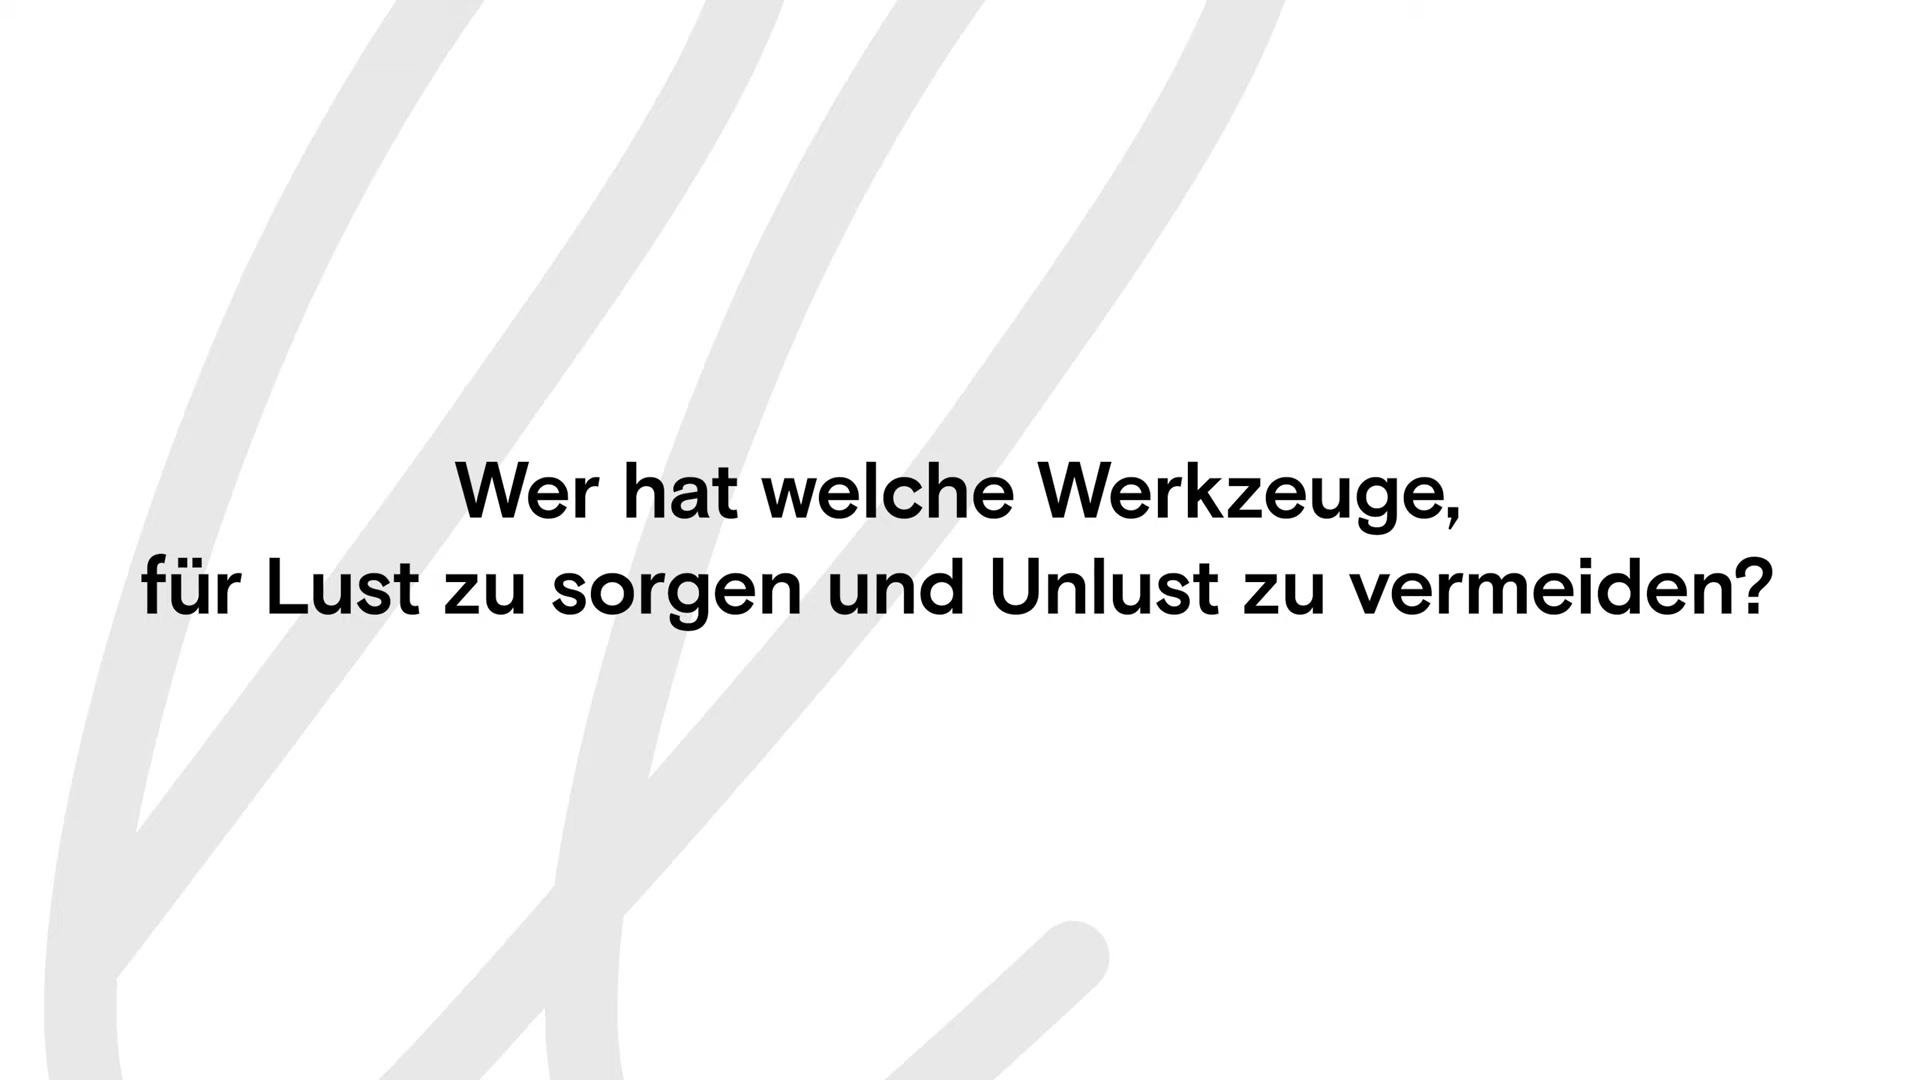 Wer hat welche Werkzeuge,
für Lust zu sorgen und Unlust zu vermeiden?